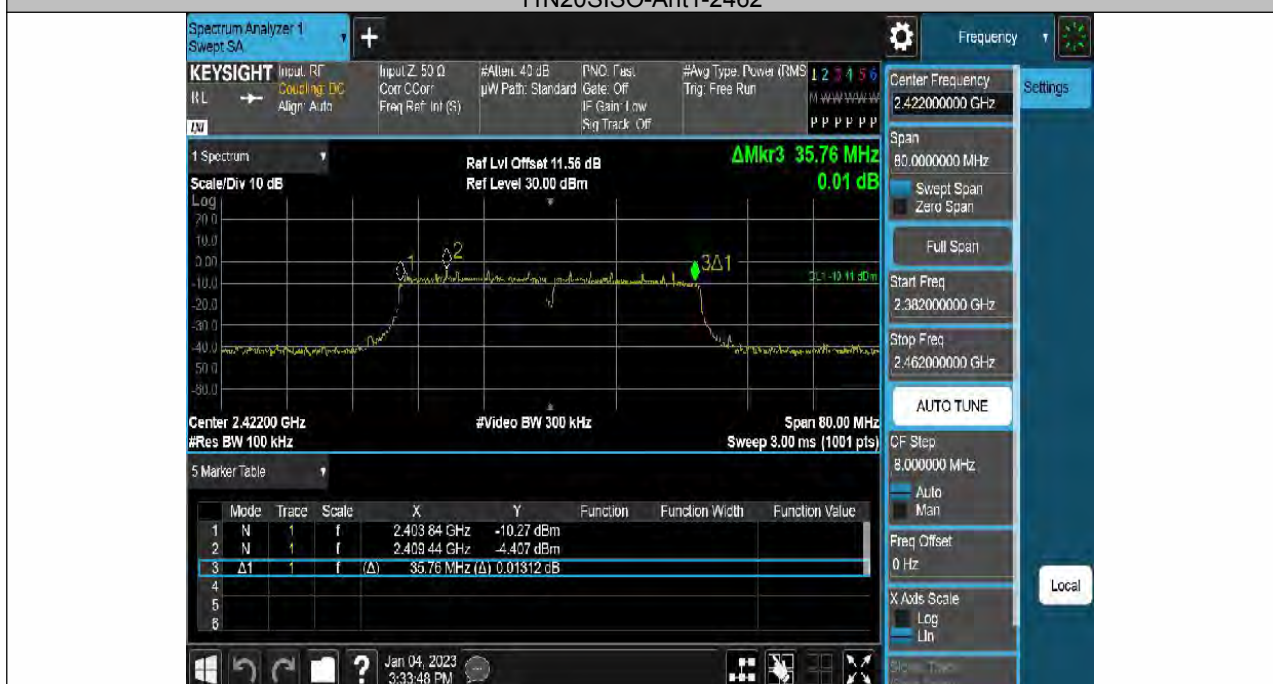 11N20SISO-Ant1-2462
Spectrum Analyzer 1
Swept SA
+
Frequency
KEYSIGHT
RL
Input: RF
Coupling: DC
Align: Auto
Input Z: 50 Ω
Corr CCorr
Freq Ref: Int (S)
#Atten: 40 dB
µW Path: Standard
PNO: Fast
Gate: Off
IF Gain: Low
Sig Track: Off
#Avg Type: Power (RMS
Trig: Free Run
1 2 3 4 5 6
M W W W W W
P P P P P P
LXI
1 Spectrum
Scale/Div 10 dB
Ref Lvl Offset 11.56 dB
Ref Level 30.00 dBm
ΔMkr3 35.76 MHz
0.01 dB
Log
20.0
10.0
0.00
-10.0
-20.0
-30.0
-40.0
1
2
3Δ1
Center 2.42200 GHz
#Res BW 100 kHz
#Video BW 300 kHz
Span 80.00 MHz
Sweep 3.00 ms (1001 pts)
5 Marker Table
Mode Trace Scale X Y Function Function Width Function Value
1 N 1 f 2.403 84 GHz -10.27 dBm
2 N 1 f 2.409 44 GHz -4.407 dBm
3 Δ1 1 f (Δ) 35.76 MHz (Δ) 0.01312 dB
4
5
6
?
Jan 04, 2023
3:33:48 PM
Center Frequency
2.422000000 GHz
Settings
Span
80.0000000 MHz
Swept Span
Zero Span
Full Span
Start Freq
2.382000000 GHz
Stop Freq
2.462000000 GHz
AUTO TUNE
CF Step
8.000000 MHz
Auto
Man
Freq Offset
0 Hz
X Axis Scale
Log
Lin
Local